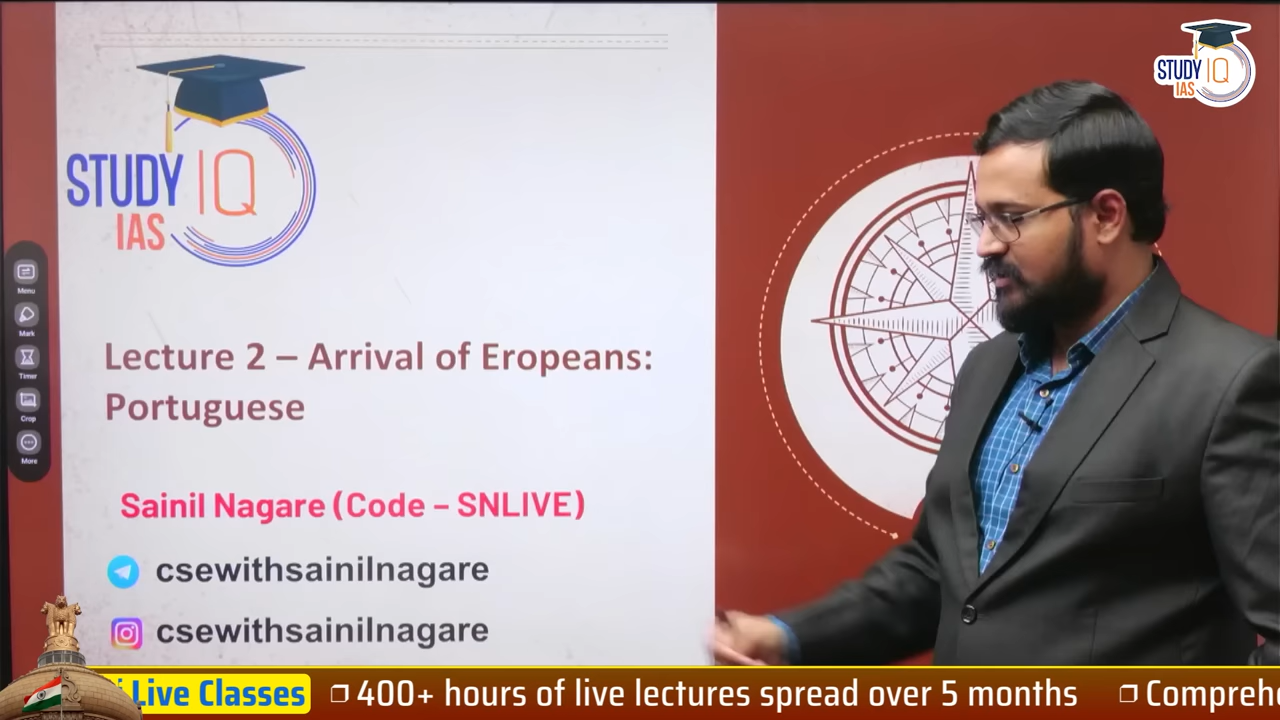 STUDY IQ
IAS
STUDY IQ
IAS
Menu
Mark
Timer
Crop
More
Lecture 2 – Arrival of Eropeans:
Portuguese
Sainil Nagare (Code – SNLIVE)
csewithsainilnagare
csewithsainilnagare
Live Classes
400+ hours of live lectures spread over 5 months